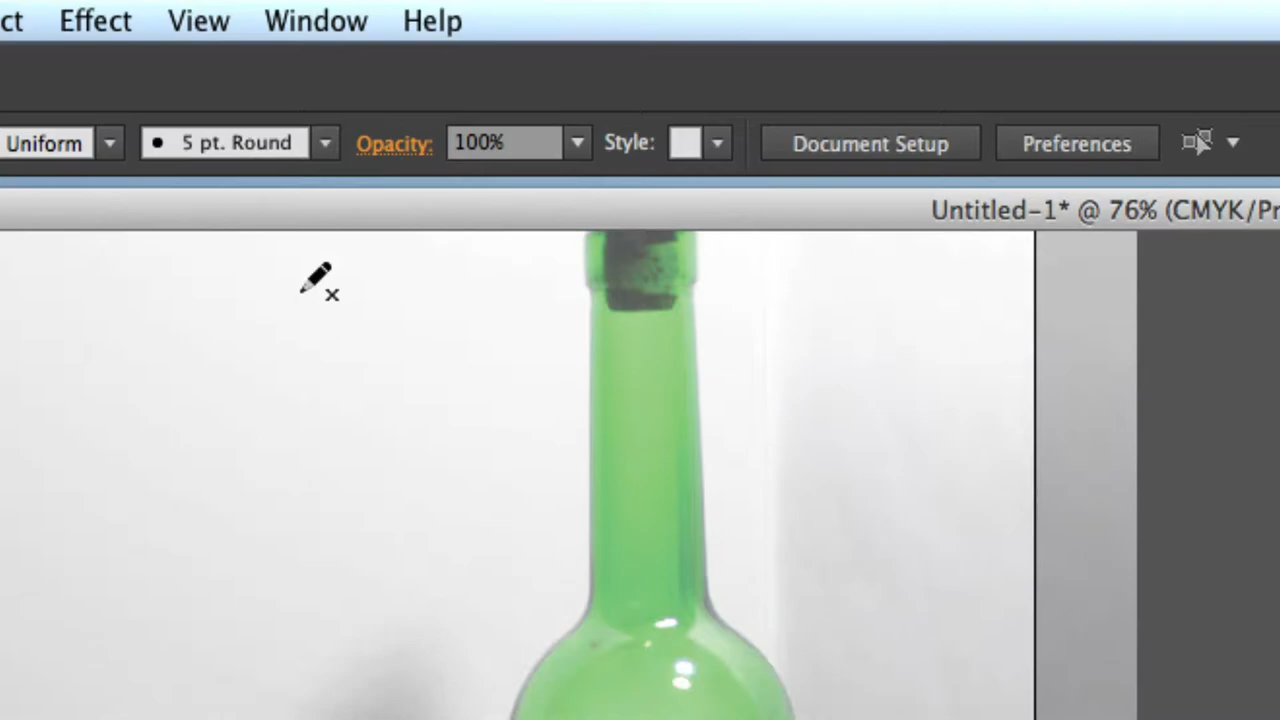 ct Effect View Window Help
Uniform 5 pt. Round Opacity: 100% Style: Document Setup Preferences
Untitled-1* @ 76% (CMYK/Pr